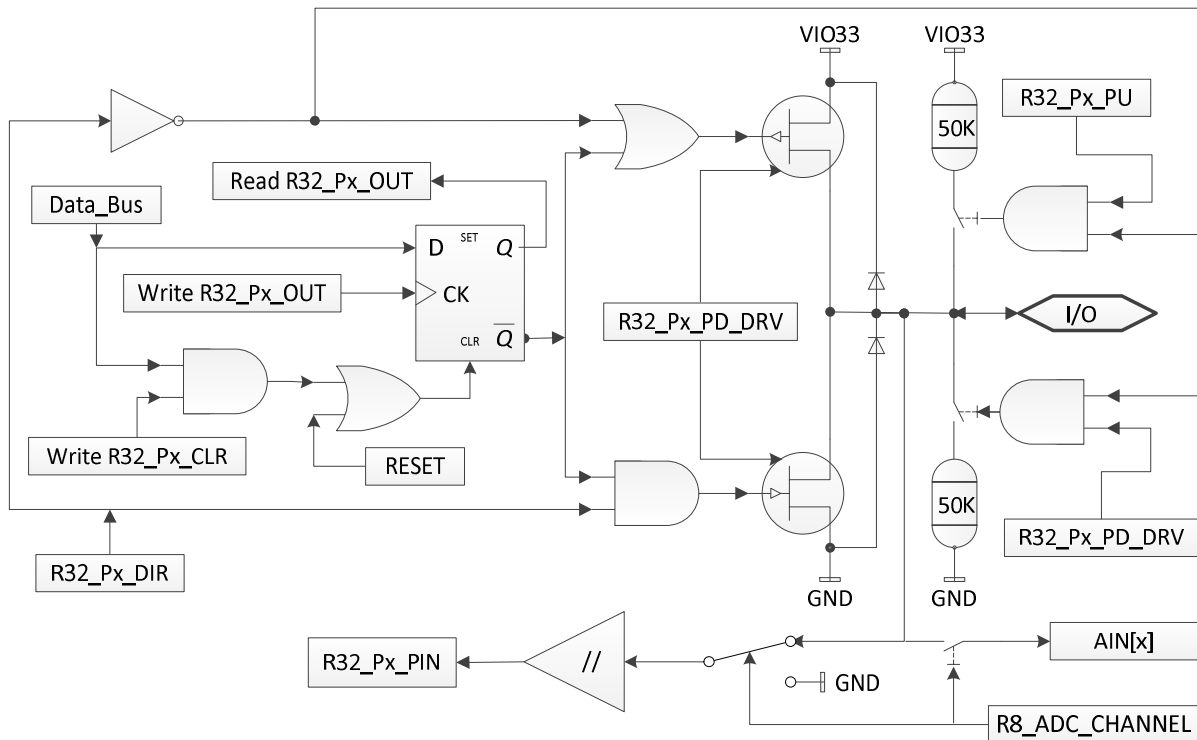 VIO33
VIO33
R32_Px_PU
50K
Read R32_Px_OUT
Data_Bus
D
SET
Q
Write R32_Px_OUT
CK
R32_Px_PD_DRV
I/O
CLR
Q
Write R32_Px_CLR
RESET
50K
R32_Px_PD_DRV
R32_Px_DIR
GND
GND
R32_Px_PIN
//
AIN[x]
GND
R8_ADC_CHANNEL